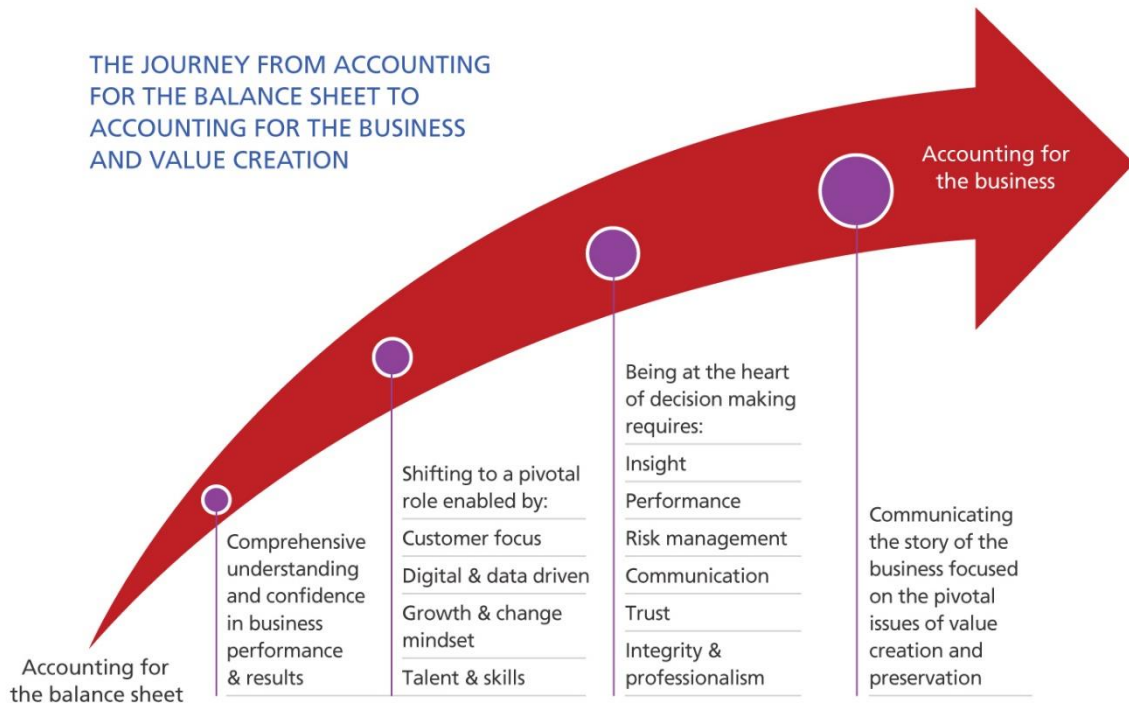 THE JOURNEY FROM ACCOUNTING
FOR THE BALANCE SHEET TO
ACCOUNTING FOR THE BUSINESS
AND VALUE CREATION
Accounting for
the balance sheet
Comprehensive
understanding
and confidence
in business
performance
& results
Shifting to a pivotal
role enabled by:
Customer focus
Digital & data driven
Growth & change
mindset
Talent & skills
Being at the heart
of decision making
requires:
Insight
Performance
Risk management
Communication
Trust
Integrity &
professionalism
Communicating
the story of the
business focused
on the pivotal
issues of value
creation and
preservation
Accounting for
the business